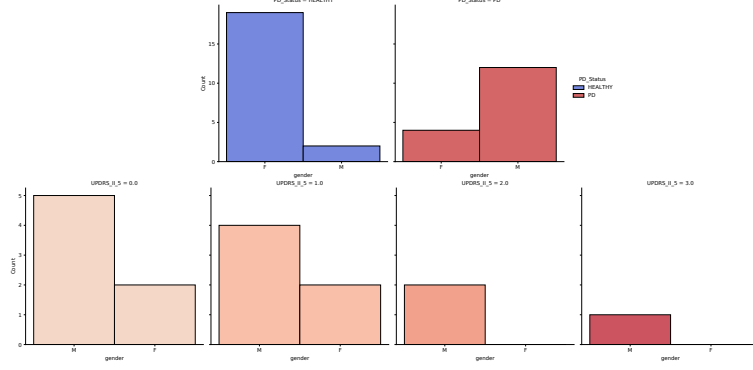 PD_Status = HEALTHY
PD_Status = PD
15
10
5
0
Count
F
M
gender
F
M
gender
PD_Status
HEALTHY
PD
UPDRS_II_5 = 0.0
UPDRS_II_5 = 1.0
UPDRS_II_5 = 2.0
UPDRS_II_5 = 3.0
5
4
3
2
1
0
Count
M
F
gender
M
F
gender
M
F
gender
M
F
gender